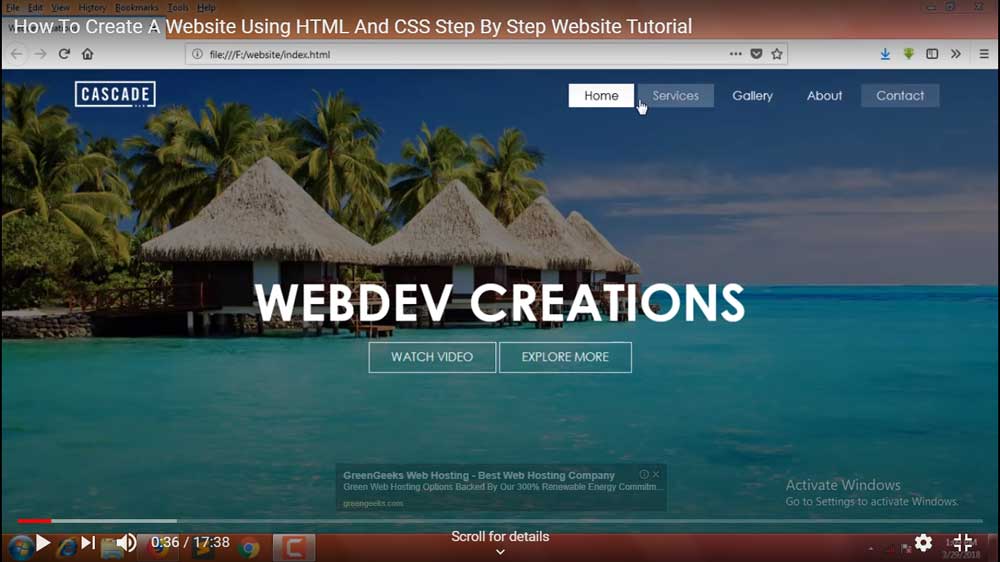 File Edit View History Bookmarks Tools Help
How To Create A Website Using HTML And CSS Step By Step Website Tutorial
file:///F:/website/index.html
CASCADE
Home Services Gallery About Contact
WEBDEV CREATIONS
WATCH VIDEO EXPLORE MORE
GreenGeeks Web Hosting - Best Web Hosting Company
Green Web Hosting Options Backed By Our 300% Renewable Energy Commitm...
greengeeks.com
Activate Windows
Go to Settings to activate Windows.
Scroll for details
0:36 / 17:38
3/29/2018